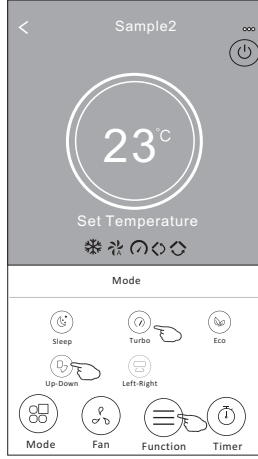 Sample2
23°C
Set Temperature
A
Mode
Sleep Turbo Eco
Up-Down Left-Right
Mode Fan Function Timer